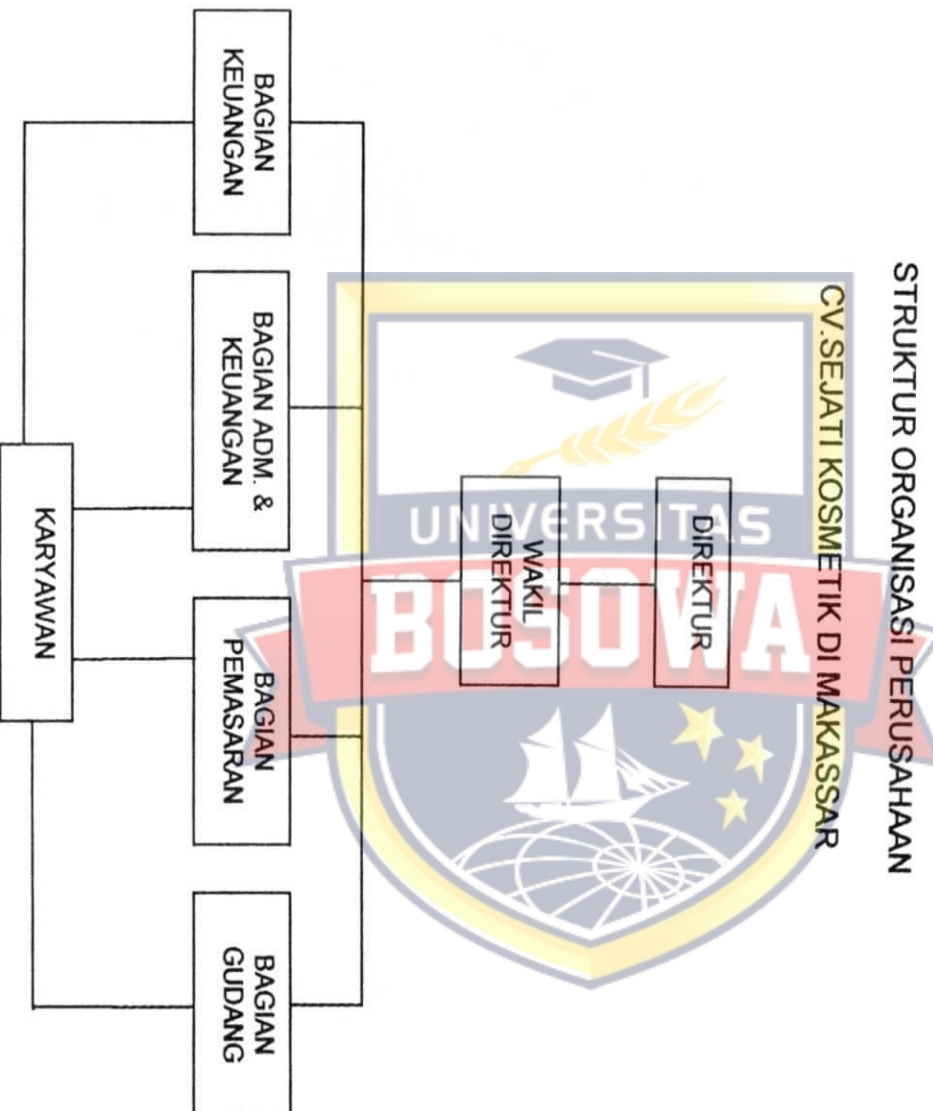 STRUKTUR ORGANISASI PERUSAHAAN
CV.SEJATI KOSMETIK DI MAKASSAR
DIREKTUR
WAKIL
DIREKTUR
BAGIAN
KEUANGAN
BAGIAN ADM. &
KEUANGAN
BAGIAN
PEMASARAN
BAGIAN
GUDANG
KARYAWAN
UNIVERSITAS
BOSOWA